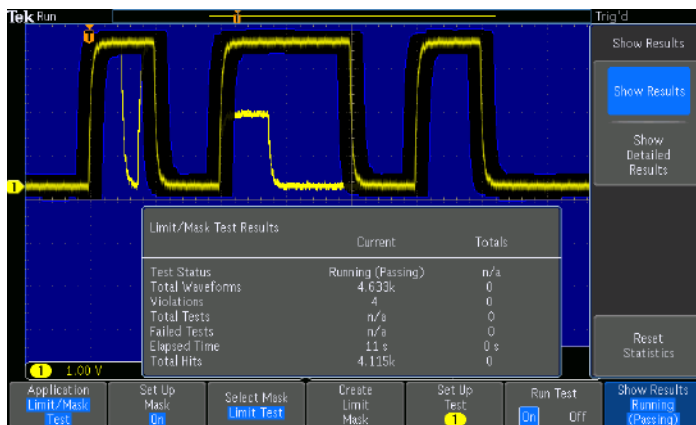 Tek Run
Trig'd
T
T
Show Results
Show Results
Show
Detailed
Results
1
Limit/Mask Test Results
Current Totals
Test Status Running (Passing) n/a
Total Waveforms 4.633k 0
Violations 4 0
Total Tests n/a 0
Failed Tests n/a 0
Elapsed Time 11 s 0 s
Total Hits 4.115k 0
Reset
Statistics
1 1.00 V
Application
Limit/Mask
Test
Set Up
Mask
On
Select Mask
Limit Test
Create
Limit
Mask
Set Up
Test
1
Run Test
On Off
Show Results
Running
(Passing)